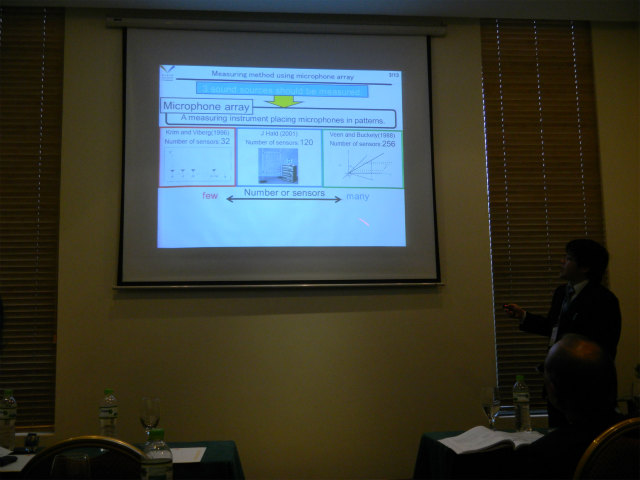 Measuring method using microphone array
3/13
3 sound sources should be measured.
Microphone array
A measuring instrument placing microphones in patterns.
Krim and Viberg(1996)
Number of sensors:32
J Hald (2001)
Number of sensors:120
Veen and Buckely(1988)
Number of sensors:256
few
Number or sensors
many